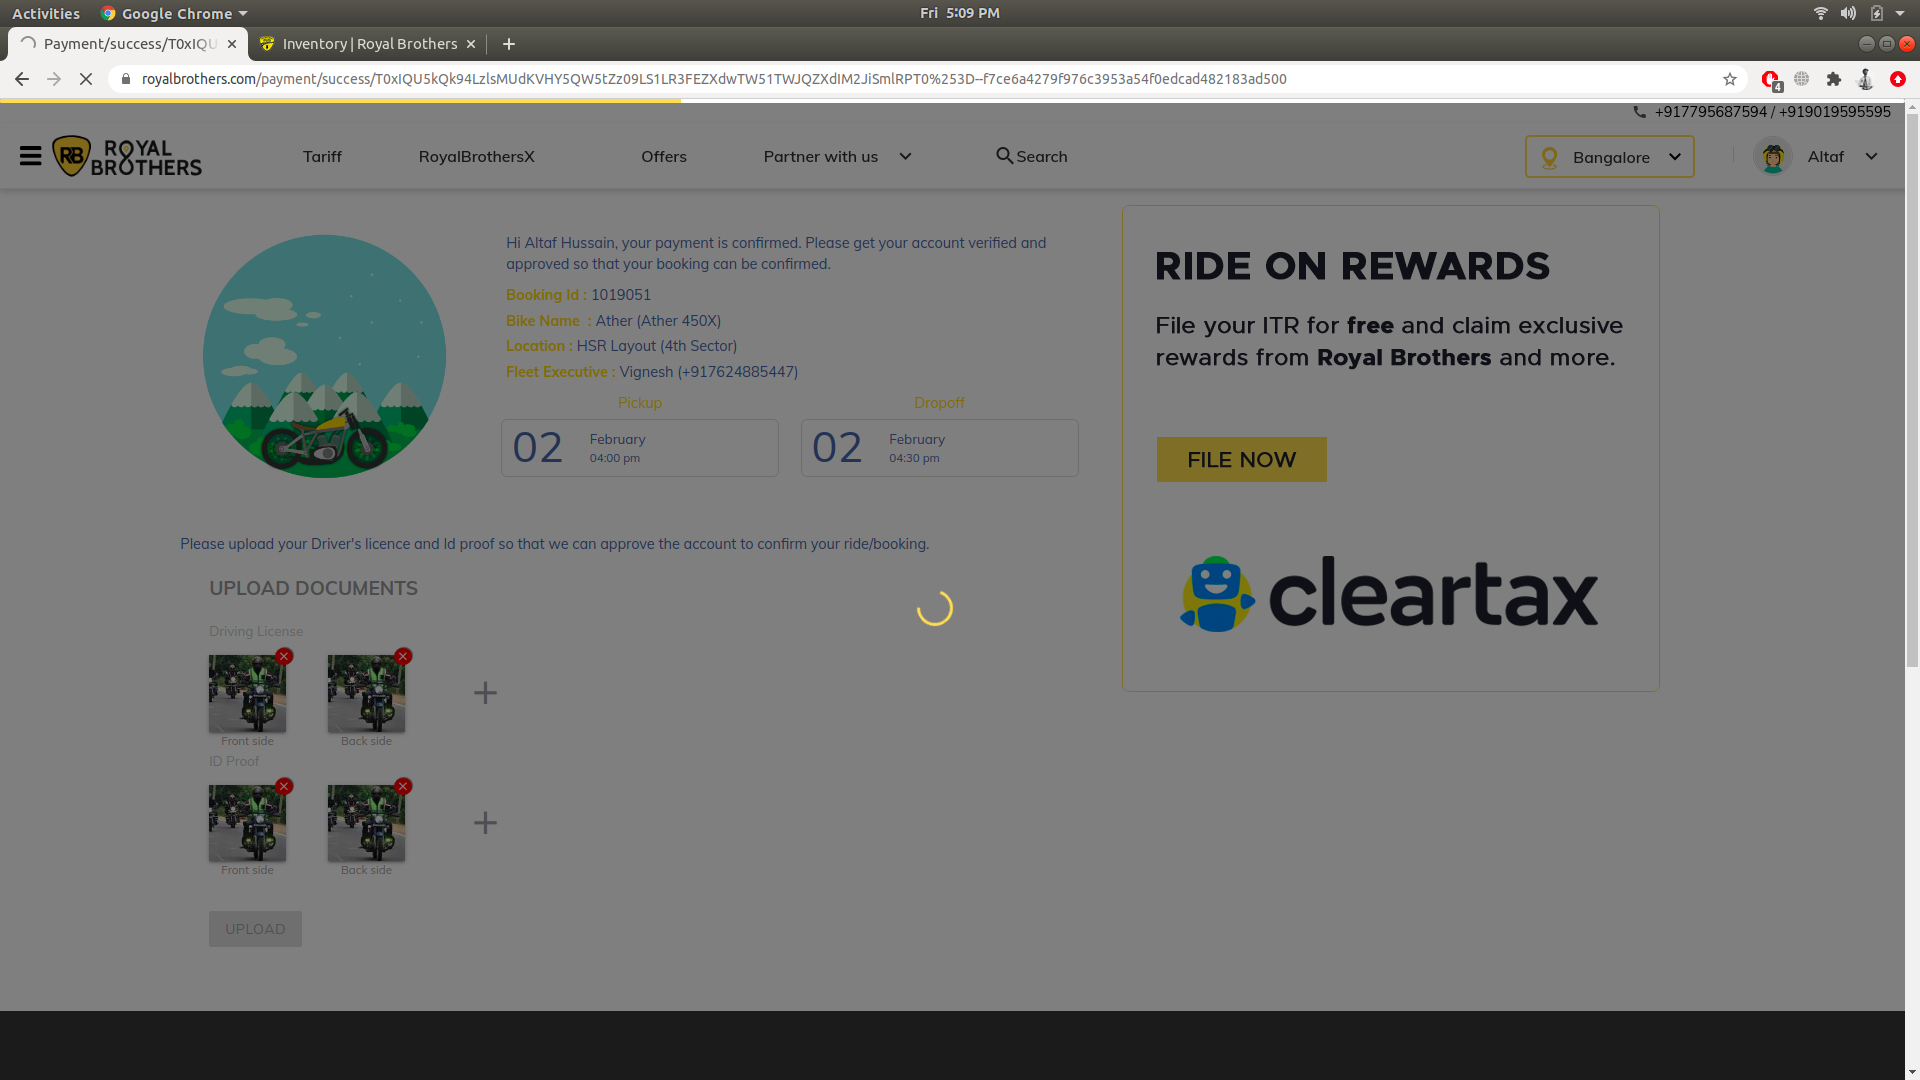 Activities
Google Chrome
Fri 5:09 PM
Payment/success/T0xIQU
Inventory | Royal Brothers
royalbrothers.com/payment/success/T0xIQU5kQk94LzlsMUdKVHY5QW5tZz09LS1LR3FEZXdwTW51TWJQZXdIM2JiSmlRPT0%253D--f7ce6a4279f976c3953a54f0edcad482183ad500
4
+917795687594 / +919019595595
RB ROYAL BROTHERS
Tariff
RoyalBrothersX
Offers
Partner with us
Search
Bangalore
Altaf
Hi Altaf Hussain, your payment is confirmed. Please get your account verified and
approved so that your booking can be confirmed.
Booking Id : 1019051
Bike Name : Ather (Ather 450X)
Location : HSR Layout (4th Sector)
Fleet Executive : Vignesh (+917624885447)
Pickup
Dropoff
02 February 04:00 pm
02 February 04:30 pm
RIDE ON REWARDS
File your ITR for free and claim exclusive
rewards from Royal Brothers and more.
FILE NOW
cleartax
Please upload your Driver's licence and Id proof so that we can approve the account to confirm your ride/booking.
UPLOAD DOCUMENTS
Driving License
Front side
Back side
ID Proof
Front side
Back side
UPLOAD